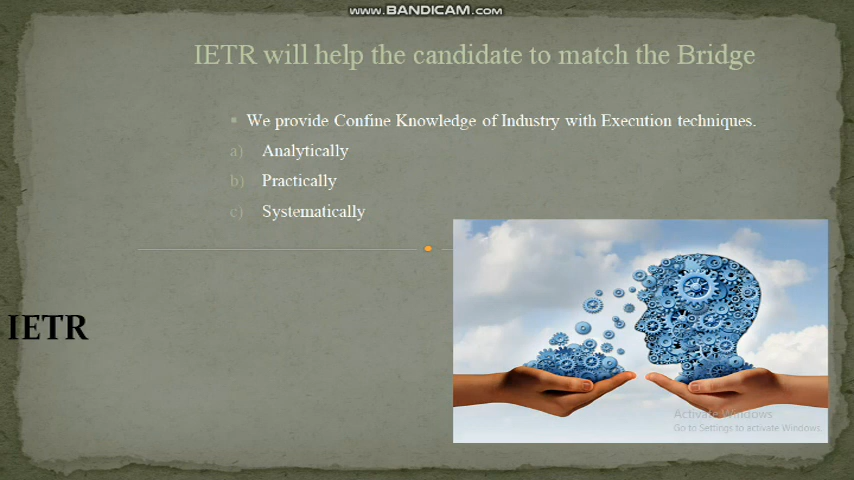 WWW.BANDICAM.COM
IETR will help the candidate to match the Bridge
We provide Confine Knowledge of Industry with Execution techniques.
a) Analytically
b) Practically
c) Systematically
IETR
Activate Windows
Go to Settings to activate Windows.